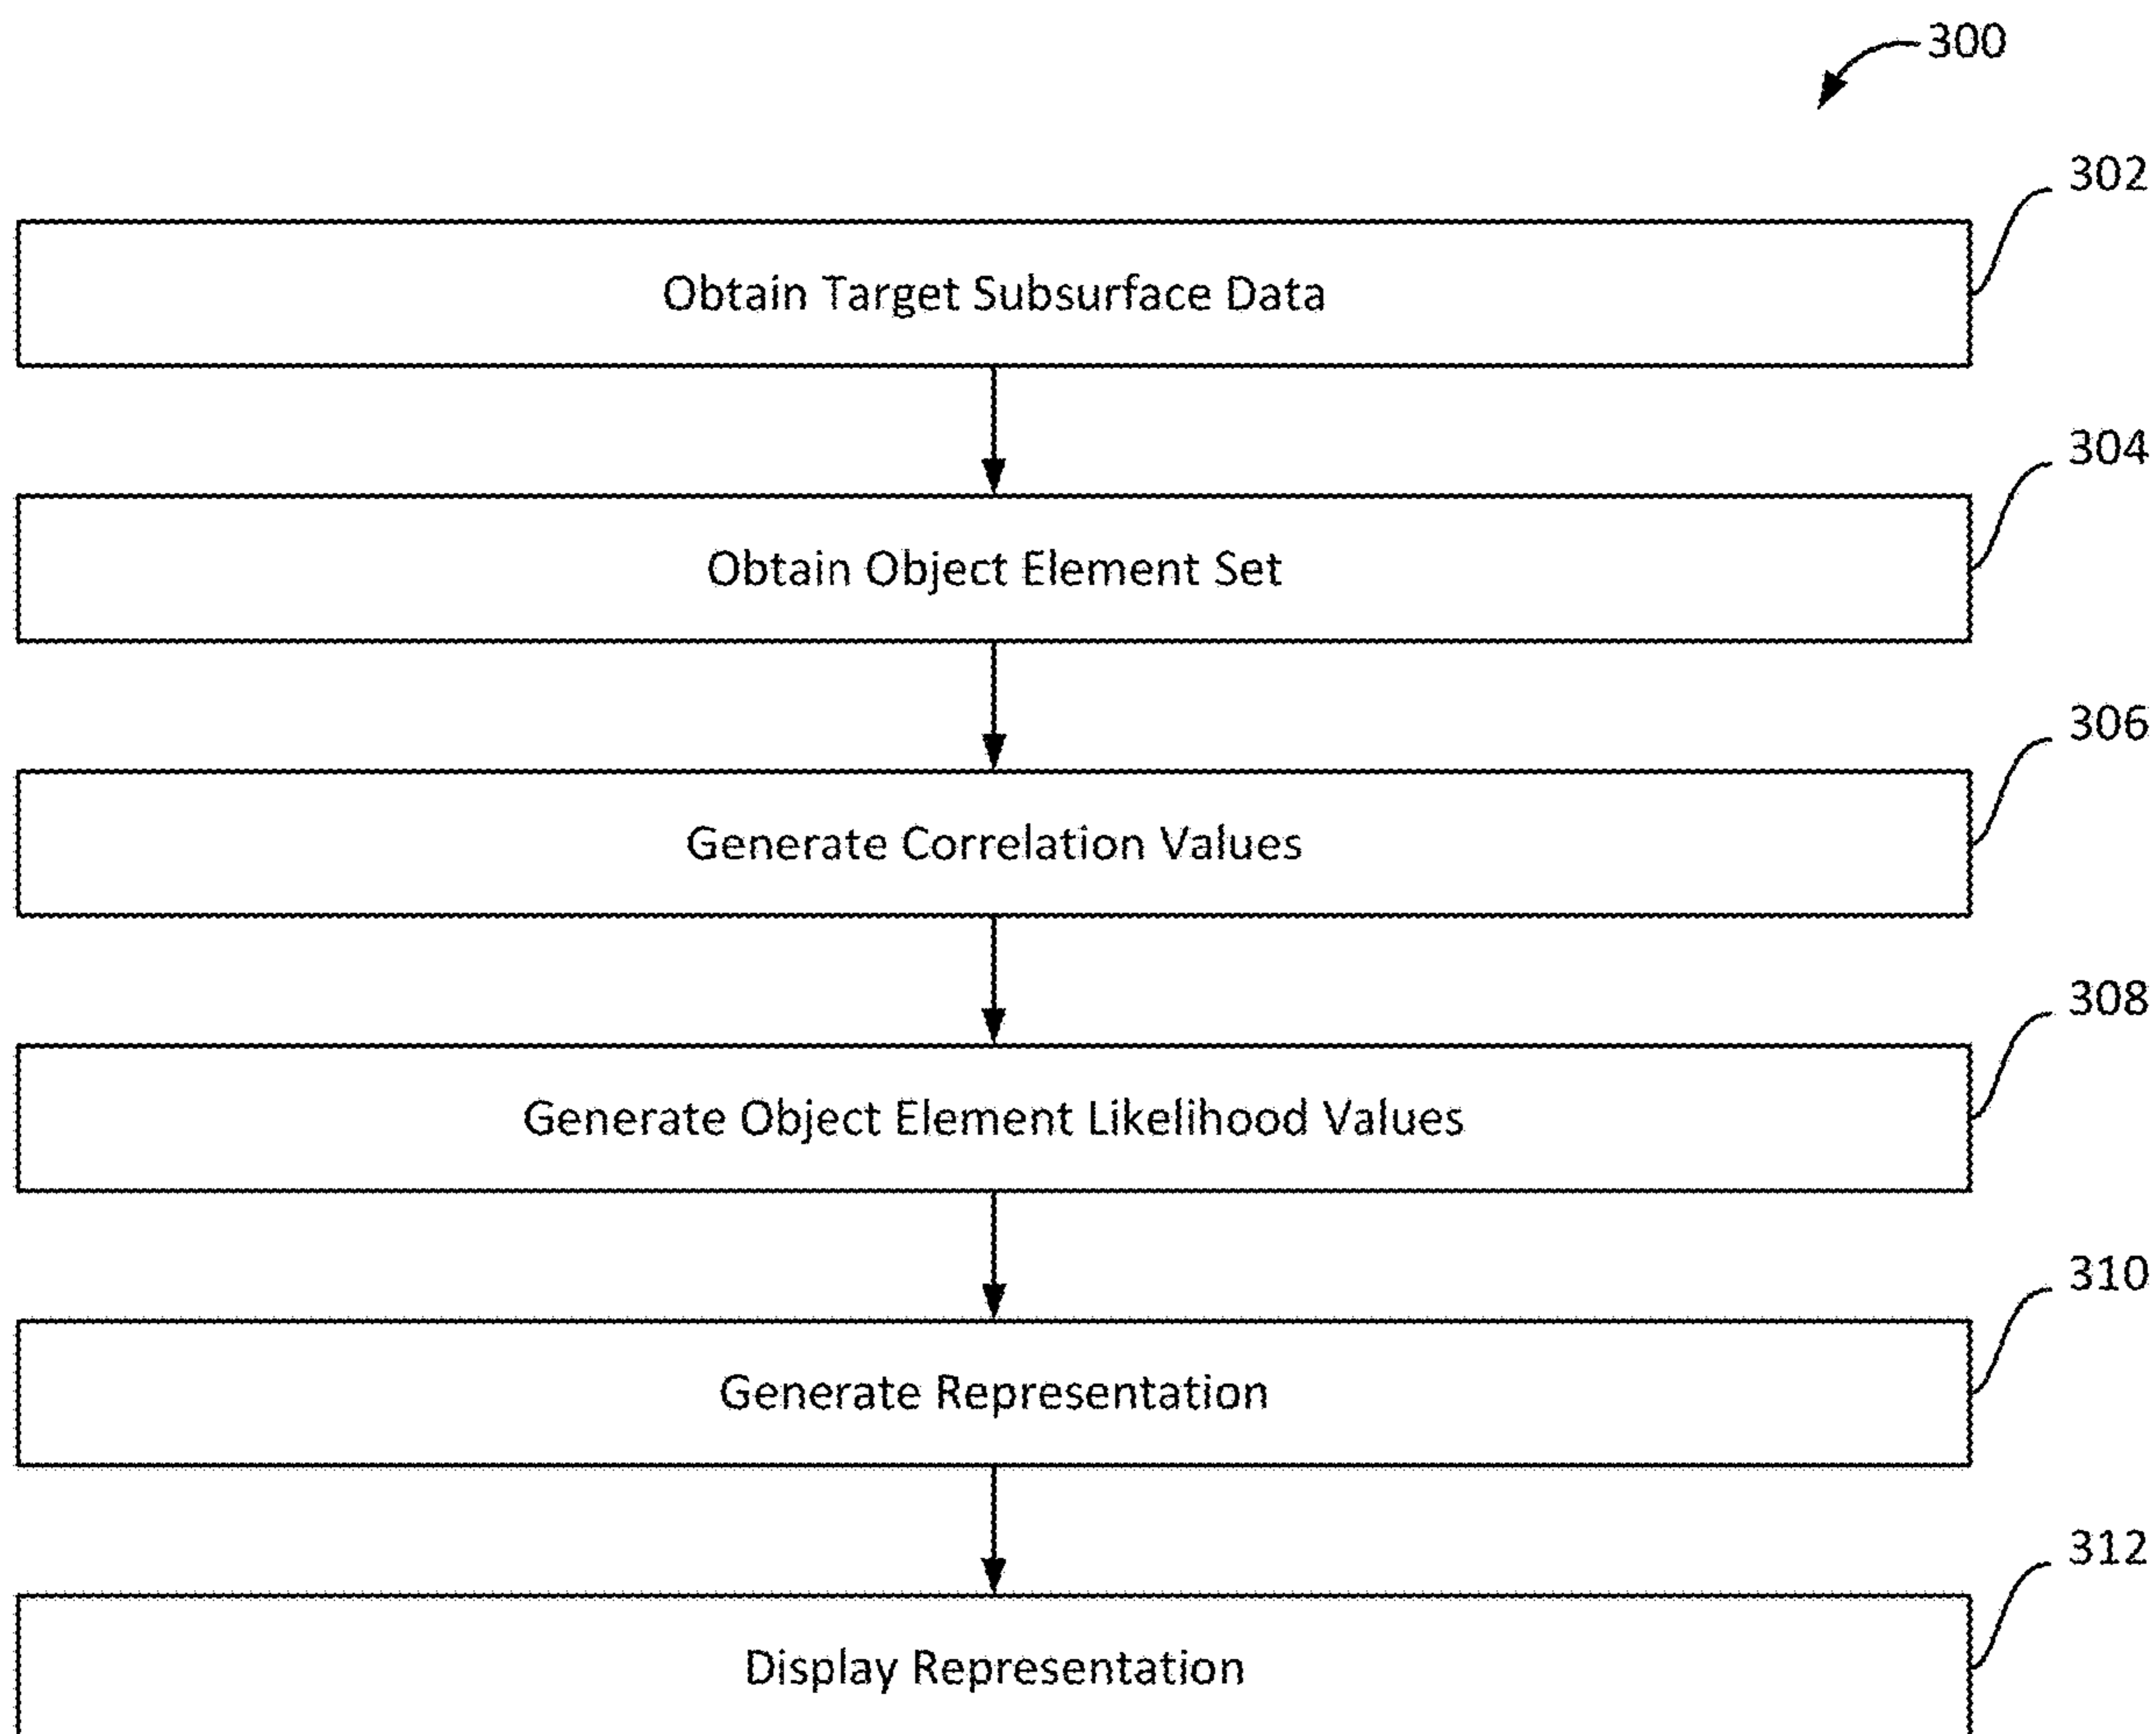 300
302
Obtain Target Subsurface Data
304
Obtain Object Element Set
306
Generate Correlation Values
308
Generate Object Element Likelihood Values
310
Generate Representation
312
Display Representation